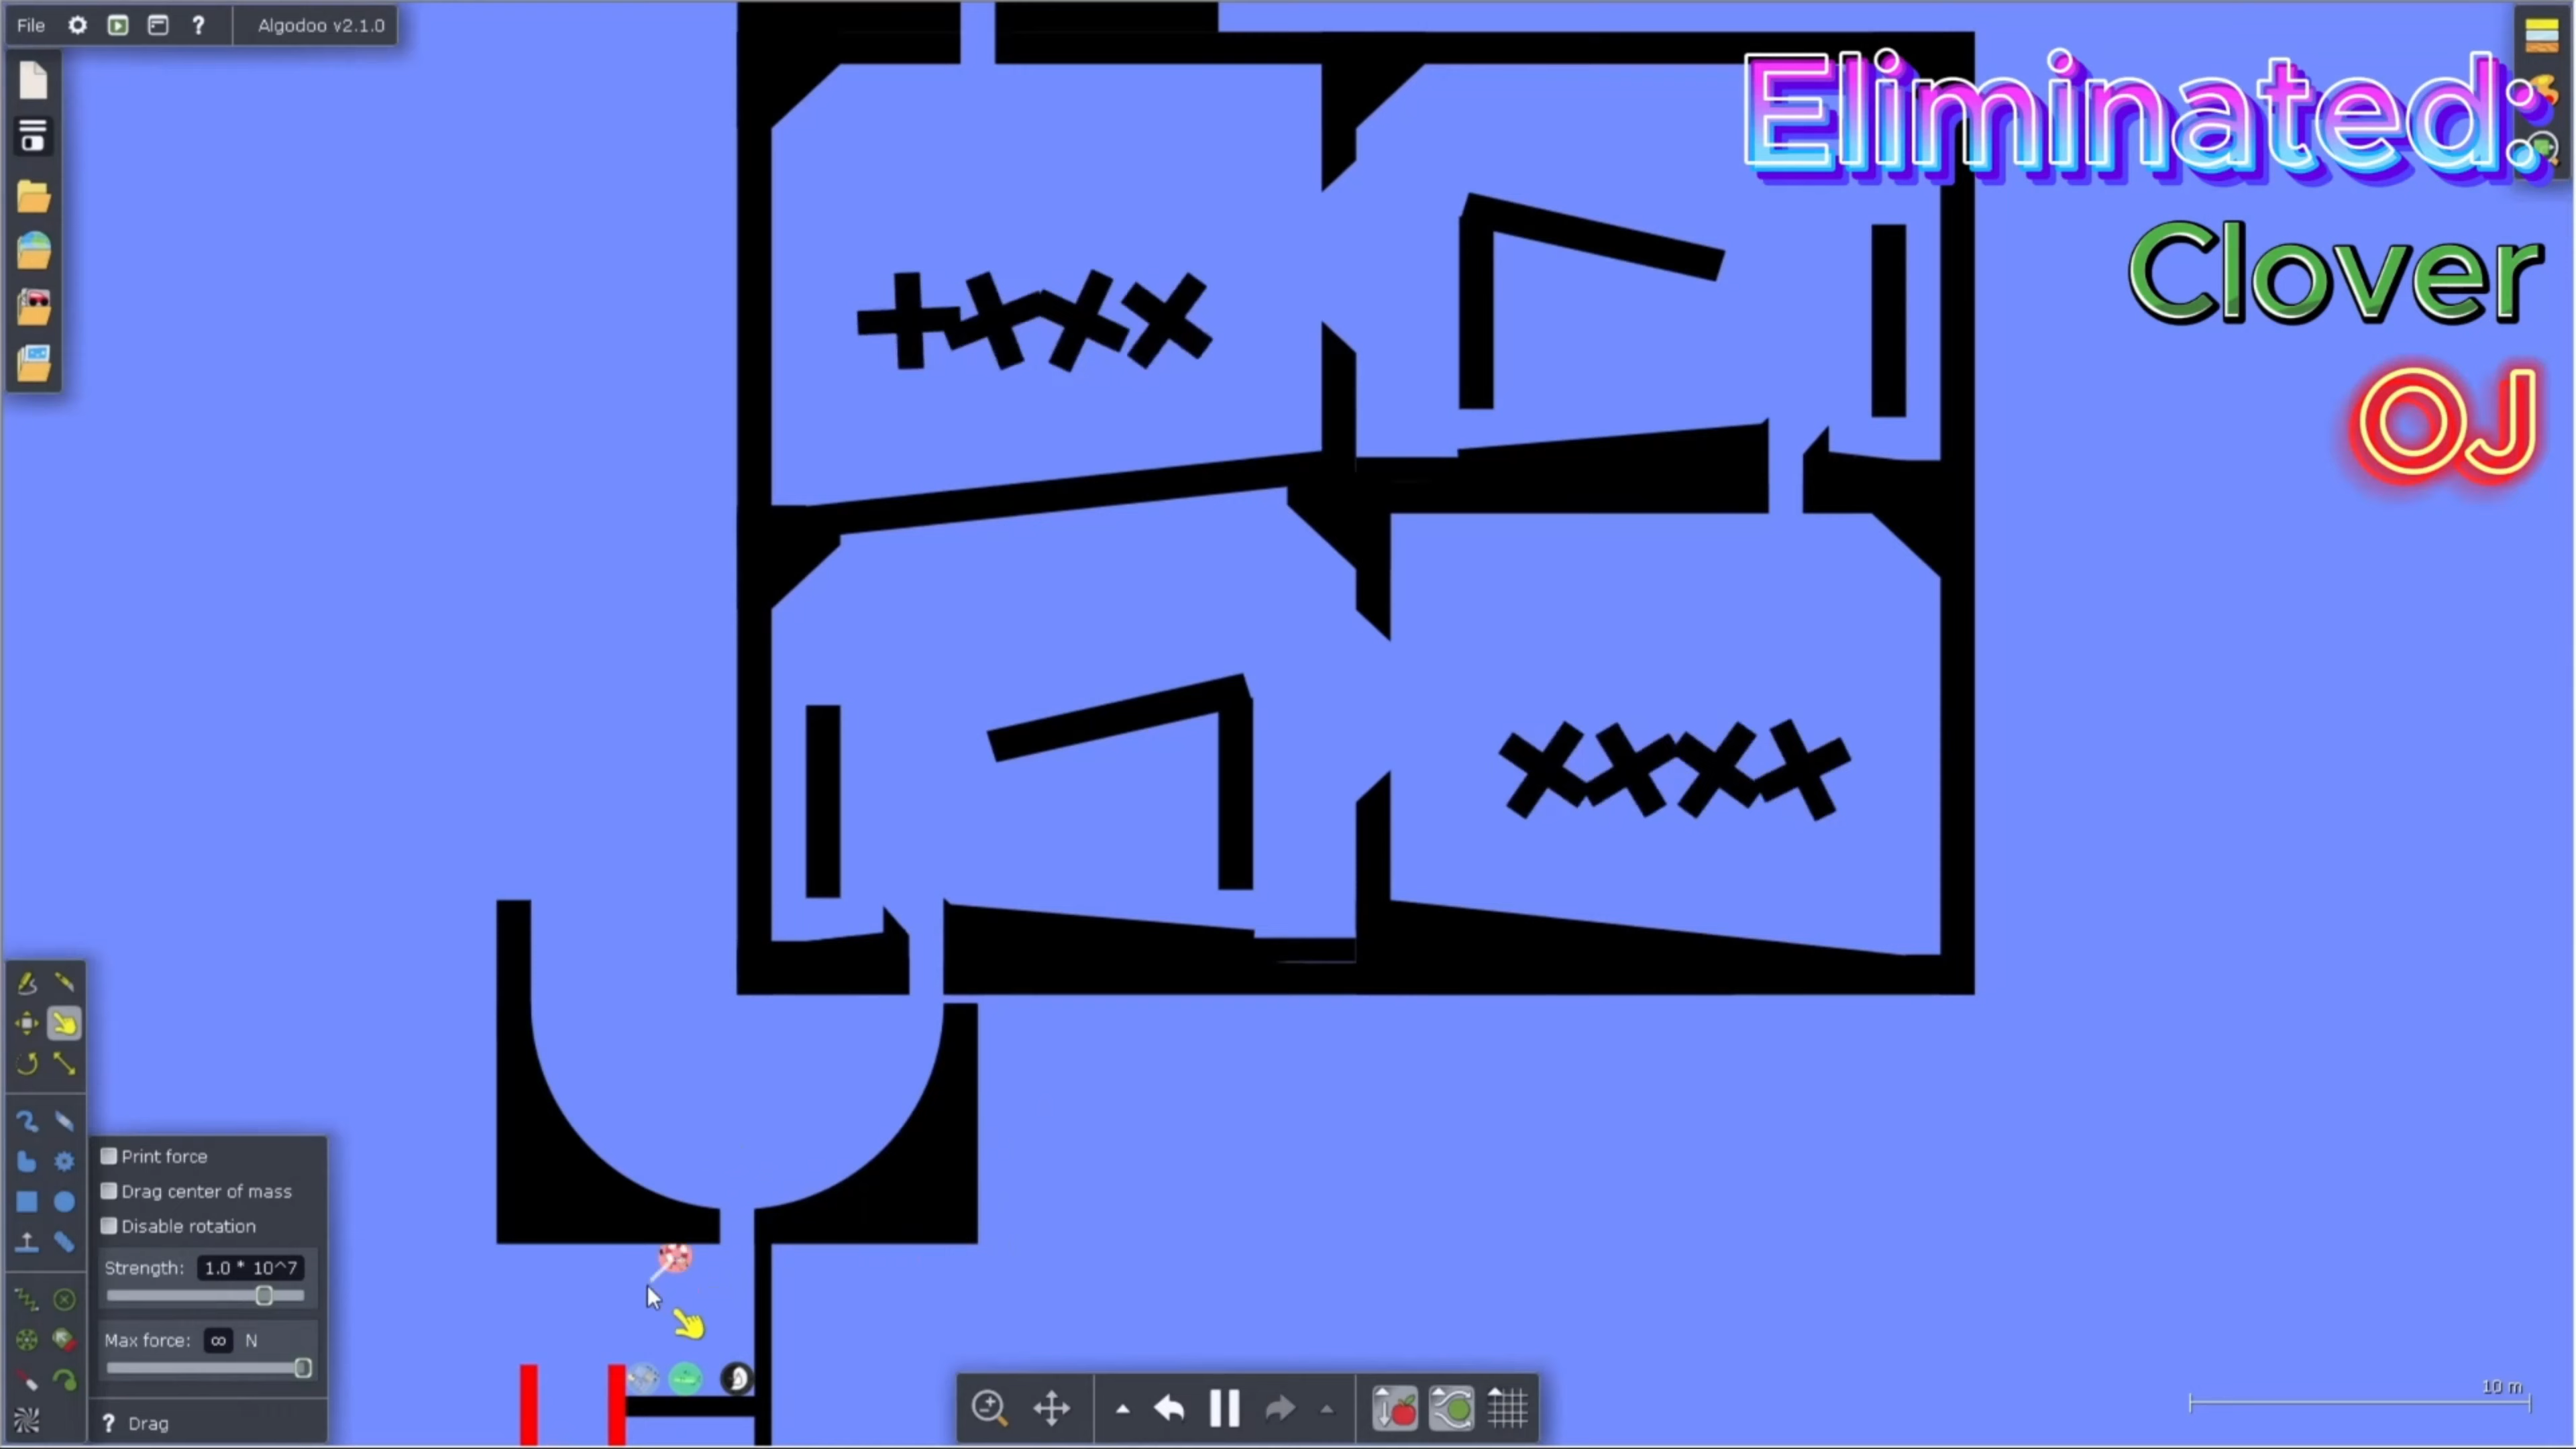 File
Algodoo v2.1.0
Eliminated:
Clover
OJ
Print force
Drag center of mass
Disable rotation
Strength: 1.0 * 10^7
Max force: ∞ N
? Drag
10 m